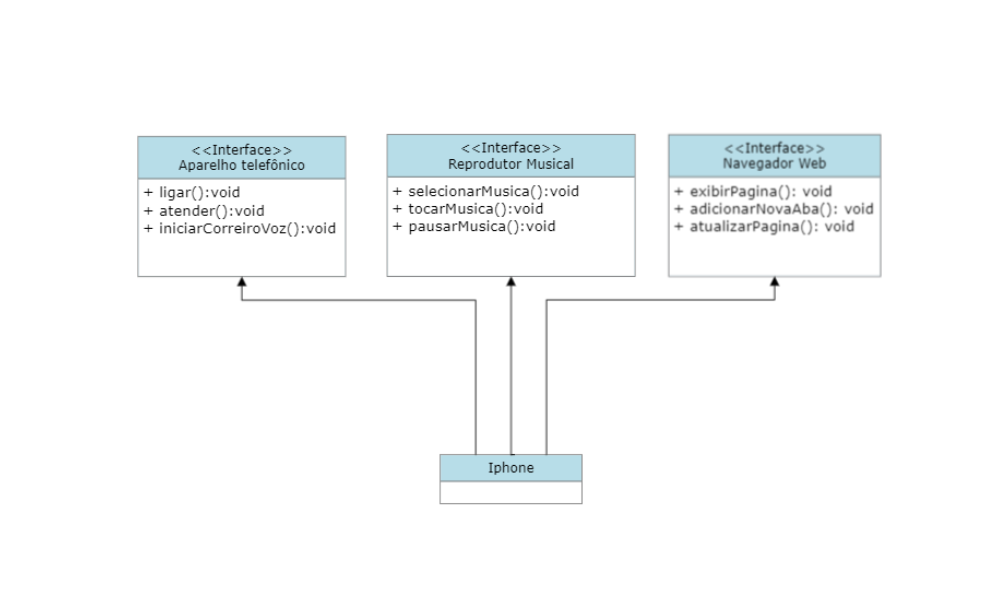 <<Interface>>
Aparelho telefônico
+ ligar():void
+ atender():void
+ iniciarCorreiroVoz():void
<<Interface>>
Reprodutor Musical
+ selecionarMusica():void
+ tocarMusica():void
+ pausarMusica():void
<<Interface>>
Navegador Web
+ exibirPagina(): void
+ adicionarNovaAba(): void
+ atualizarPagina(): void
Iphone